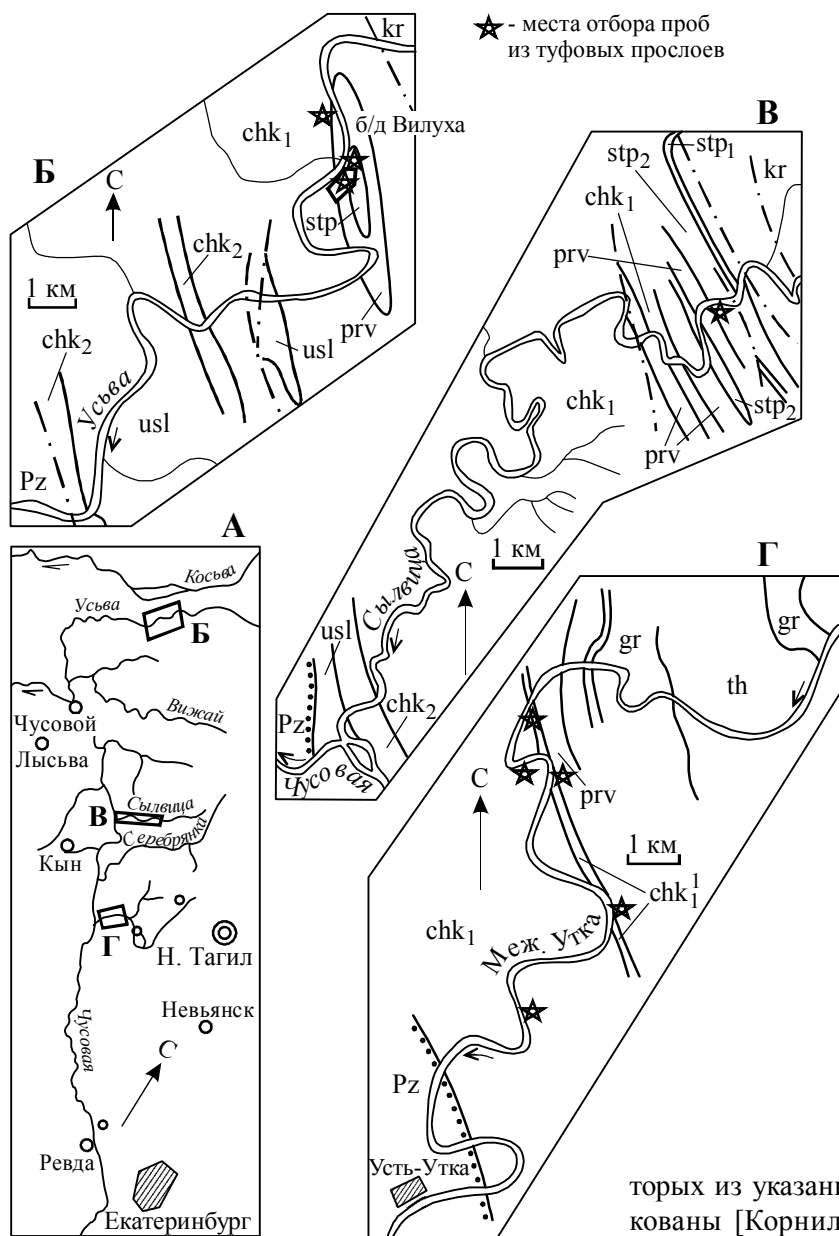 - места отбора проб
из туфовых прослоев
Б
kr
chk1
б/д Вилуха
С
stp
chk2
1 км
prv
chk2
usl
Усьва
usl
Pz
В
stp1
stp2
kr
chk1
prv
chk1
stp2
prv
1 км
С
Сылвица
usl
chk2
Pz
Чусовая
А
Косьва
Усьва
Б
Вижай
Чусовой
Лысьва
Сылвица
В
Серебрянка
Кын
Г
Н. Тагил
Невьянск
Чусовая
С
Ревда
Екатеринбург
Г
gr
gr
th
prv
С
1 км
chk1 1
chk1
Меж. Утка
Pz
Усть-Утка
торых из указанн
кованы [Корнил